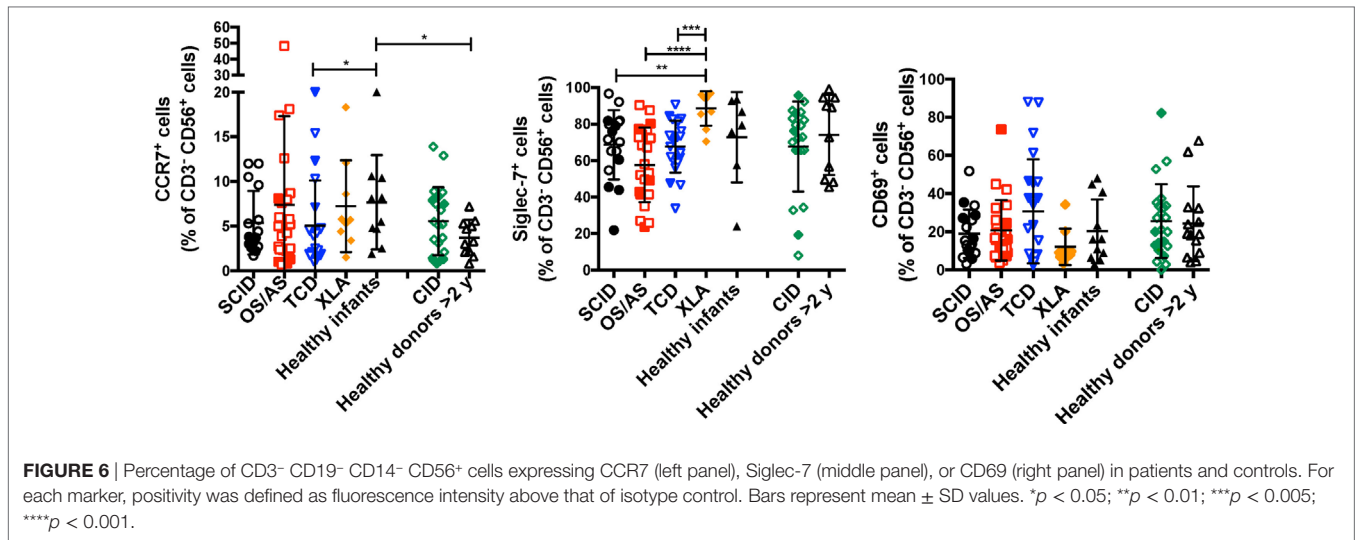 CCR7⁺ cells
(% of CD3⁻ CD56⁺ cells)
60
50
40
30
20
15
10
5
0
*
*
SCID
OS/AS
TCD
XLA
Healthy infants
CID
Healthy donors >2 y
Siglec-7⁺ cells
(% of CD3⁻ CD56⁺ cells)
100
80
60
40
20
0
***
****
**
SCID
OS/AS
TCD
XLA
Healthy infants
CID
Healthy donors >2 y
CD69⁺ cells
(% of CD3⁻ CD56⁺ cells)
100
80
60
40
20
0
SCID
OS/AS
TCD
XLA
Healthy infants
CID
Healthy donors >2 y
FIGURE 6 | Percentage of CD3⁻ CD19⁻ CD14⁻ CD56⁺ cells expressing CCR7 (left panel), Siglec-7 (middle panel), or CD69 (right panel) in patients and controls. For
each marker, positivity was defined as fluorescence intensity above that of isotype control. Bars represent mean ± SD values. *p < 0.05; **p < 0.01; ***p < 0.005;
****p < 0.001.